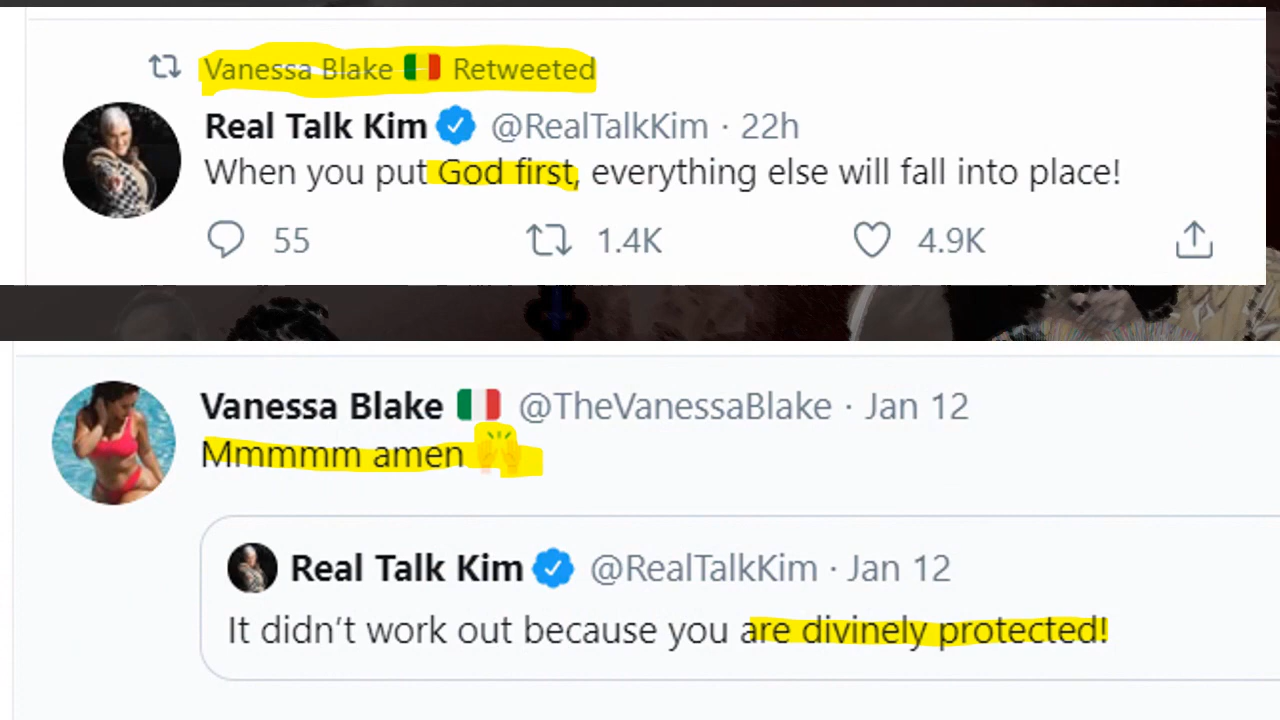 Vanessa Blake 🇮🇹 Retweeted
Real Talk Kim @RealTalkKim · 22h
When you put God first, everything else will fall into place!
55 1.4K 4.9K
Vanessa Blake 🇮🇹 @TheVanessaBlake · Jan 12
Mmmmm amen 🙌
Real Talk Kim @RealTalkKim · Jan 12
It didn’t work out because you are divinely protected!